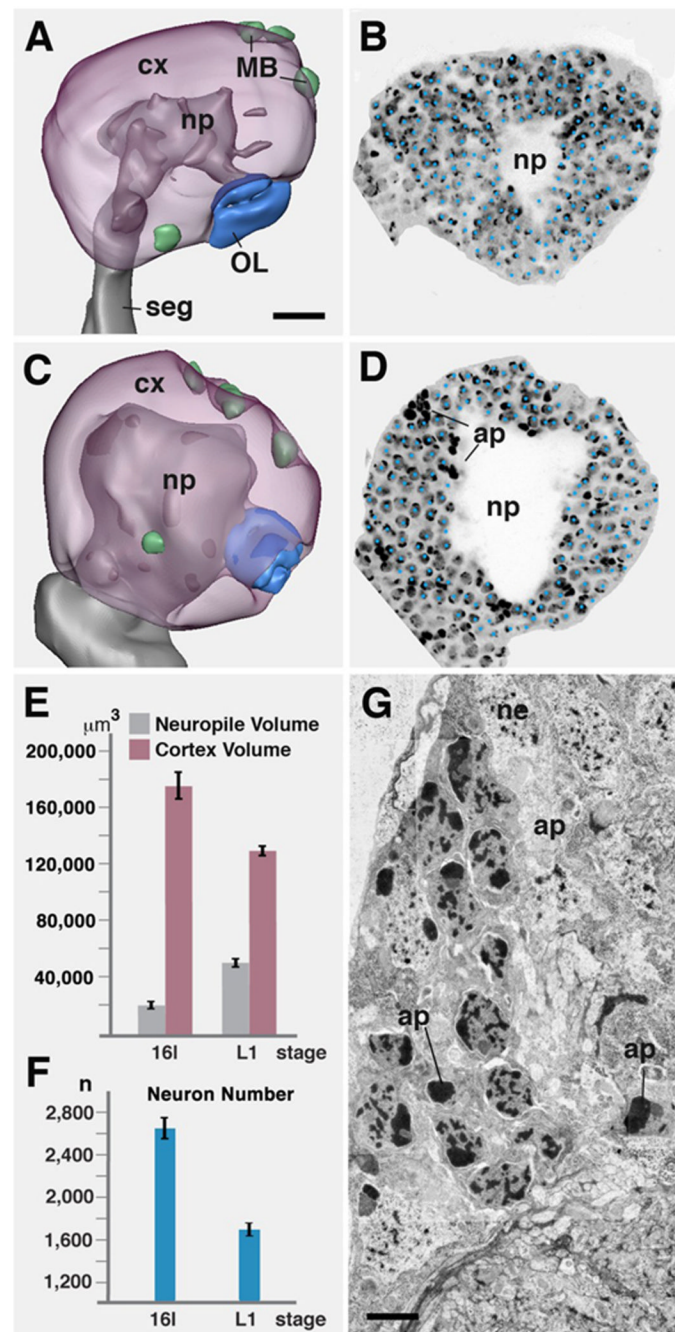 A
cx
MB
np
OL
seg
B
np
C
cx
np
D
ap
np
E
μm3
Neuropile Volume
Cortex Volume
200,000
160,000
120,000
80,000
40,000
16l L1 stage
F
n
Neuron Number
2,800
2,400
2,000
1,600
1,200
16l L1 stage
G
ne
ap
ap
ap